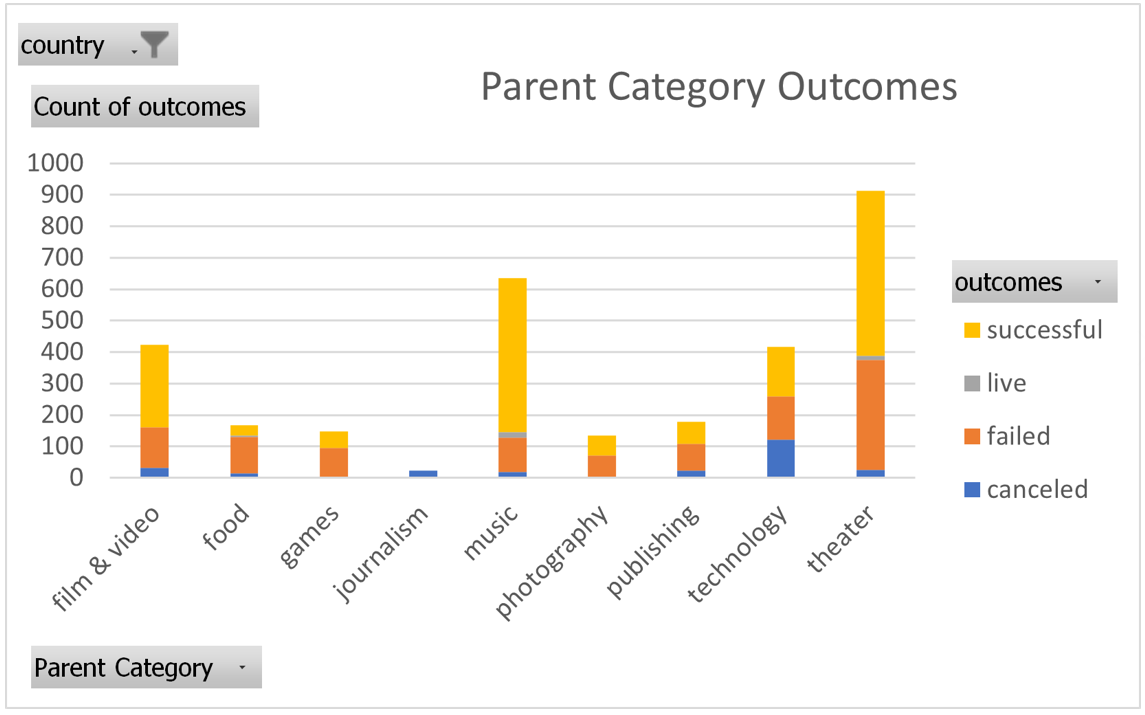 country
Count of outcomes
Parent Category Outcomes
1000
900
800
700
600
500
400
300
200
100
0
film & video
food
games
journalism
music
photography
publishing
technology
theater
outcomes
successful
live
failed
canceled
Parent Category